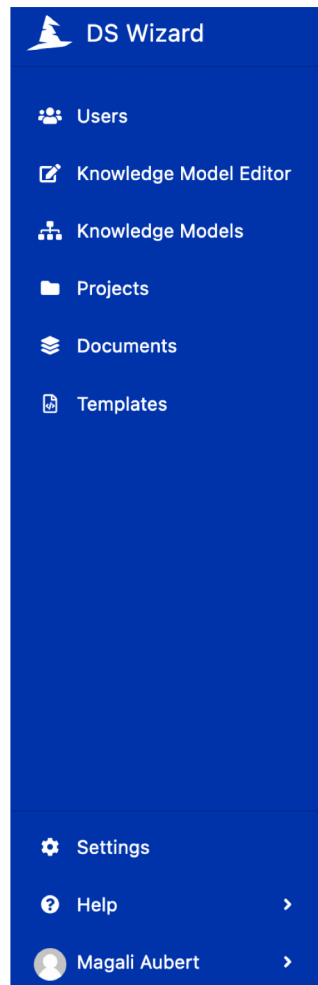 DS Wizard
Users
Knowledge Model Editor
Knowledge Models
Projects
Documents
Templates
Settings
Help
Magali Aubert